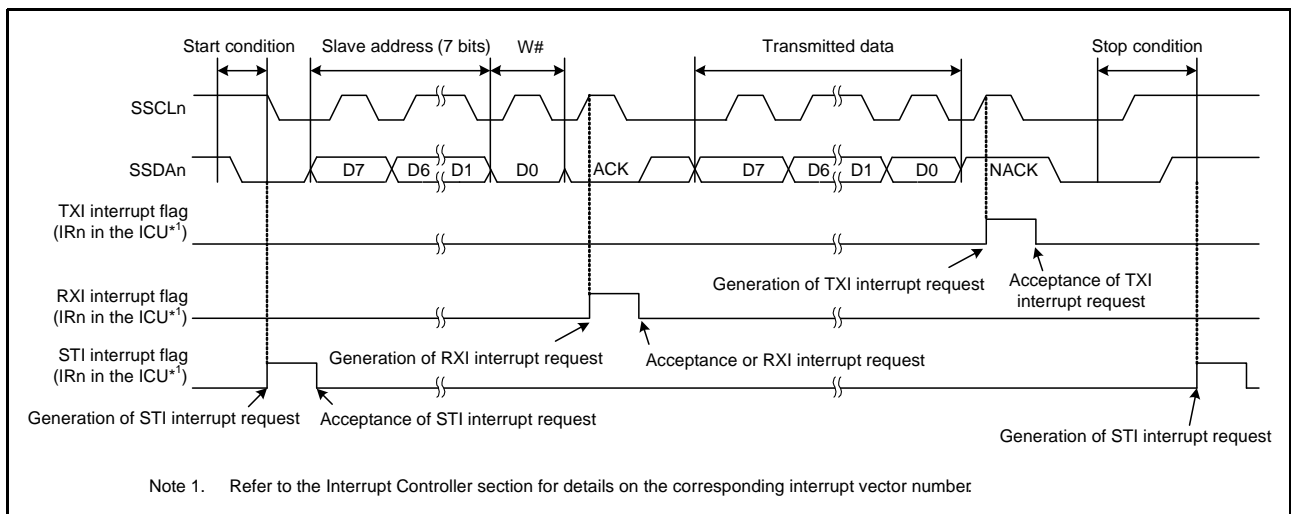 Start condition
Slave address (7 bits)
W#
Transmitted data
Stop condition
SSCLn
SSDAn
D7
D6
D1
D0
ACK
D7
D6
D1
D0
NACK
TXI interrupt flag
(IRn in the ICU*1)
Generation of TXI interrupt request
Acceptance of TXI
interrupt request
RXI interrupt flag
(IRn in the ICU*1)
Generation of RXI interrupt request
Acceptance or RXI interrupt request
STI interrupt flag
(IRn in the ICU*1)
Generation of STI interrupt request
Acceptance of STI interrupt request
Generation of STI interrupt request
Note 1. Refer to the Interrupt Controller section for details on the corresponding interrupt vector number.